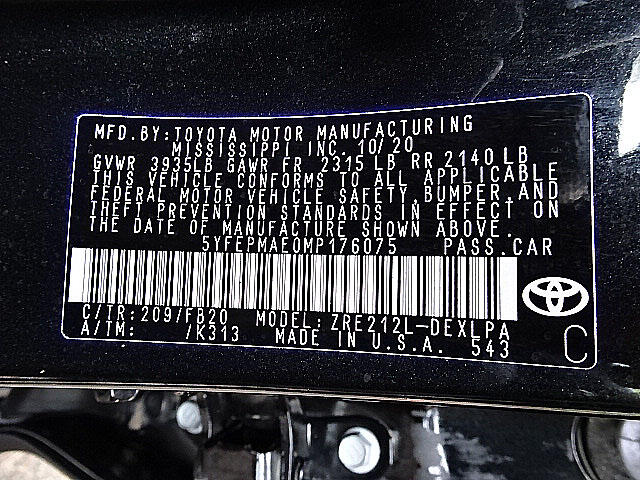 MFD.BY:TOYOTA MOTOR MANUFACTURING
MISSISSIPPI, INC. 10/20
GVWR 3935LB GAWR FR 2315 LB RR 2140 LB
THIS VEHICLE CONFORMS TO ALL APPLICABLE
FEDERAL MOTOR VEHICLE SAFETY,BUMPER,AND
THEFT PREVENTION STANDARDS IN EFFECT ON
THE DATE OF MANUFACTURE SHOWN ABOVE.
5YFEPMAE0MP176075 PASS.CAR
C/TR:209/FB20 MODEL:ZRE212L-DEXLPA
A/TM: /K313 MADE IN U.S.A. 543
C